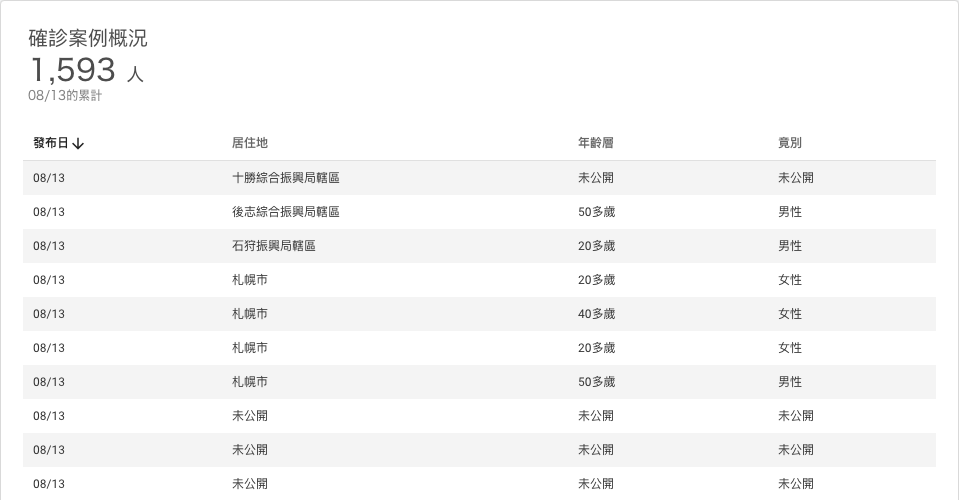 確診案例概況
1,593 人
08/13的累計
發布日↓ 居住地 年齡層 竟別
08/13 十勝綜合振興局轄區 未公開 未公開
08/13 後志綜合振興局轄區 50多歲 男性
08/13 石狩振興局轄區 20多歲 男性
08/13 札幌市 20多歲 女性
08/13 札幌市 40多歲 女性
08/13 札幌市 20多歲 女性
08/13 札幌市 50多歲 男性
08/13 未公開 未公開 未公開
08/13 未公開 未公開 未公開
08/13 未公開 未公開 未公開